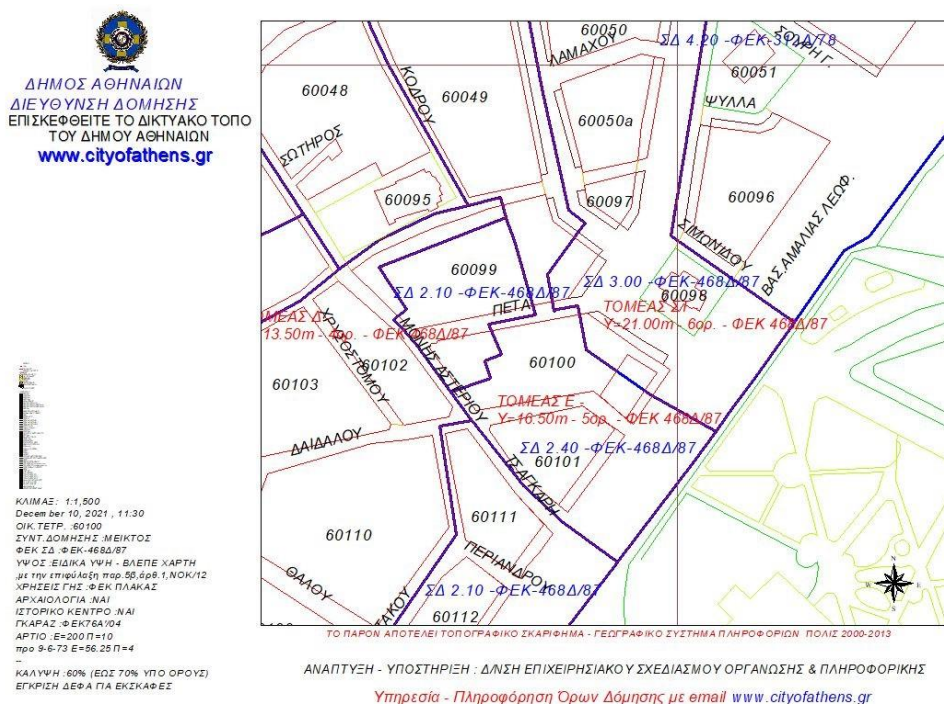 ΔΗΜΟΣ ΑΘΗΝΑΙΩΝ
ΔΙΕΥΘΥΝΣΗ ΔΟΜΗΣΗΣ
ΕΠΙΣΚΕΦΘΕΙΤΕ ΤΟ ΔΙΚΤΥΑΚΟ ΤΟΠΟ
ΤΟΥ ΔΗΜΟΥ ΑΘΗΝΑΙΩΝ
www.cityofathens.gr
60050
ΛΑΜΑΧΟΥ
ΣΔ 4.20 -ΦΕΚ-312Δ/78
ΣΩΤΗΡΗ Γ.
60051
60048
ΚΟΔΡΟΥ
60049
ΨΥΛΛΑ
60050a
ΣΩΤΗΡΟΣ
60095
60097
60096
ΣΙΜΩΝΙΔΟΥ
ΒΑΣ.ΑΜΑΛΙΑΣ ΛΕΩΦ.
60099
ΣΔ 2.10 -ΦΕΚ-468Δ/87
ΣΔ 3.00 -ΦΕΚ-468Δ/87
60098
ΠΕΤΑ
ΤΟΜΕΑΣ ΣΤ
Υ=21.00m - 6ορ. - ΦΕΚ 468Δ/87
ΜΕΑΣ Δ
13.50m - 4ορ. - ΦΕΚ 468Δ/87
ΧΡΥΣΟΣΤΟΜΟΥ
ΜΟΝΗΣ ΑΣΤΕΡΙΟΥ
60102
60103
60100
ΤΟΜΕΑΣ Ε -
Υ=16.50m - 5ορ. - ΦΕΚ 468Δ/87
ΔΑΙΔΑΛΟΥ
ΣΔ 2.40 -ΦΕΚ-468Δ/87
60101
ΤΣΑΓΚΑΡΗ
60111
60110
ΠΕΡΙΑΝΔΡΟΥ
ΘΑΛΟΥ
ΤΑΚΟΥ
ΣΔ 2.10 -ΦΕΚ-468Δ/87
60112
N
ΚΛΙΜΑΞ: 1:1,500
December 10, 2021 , 11:30
ΟΙΚ.ΤΕΤΡ. :60100
ΣΥΝΤ.ΔΟΜΗΣΗΣ :ΜΕΙΚΤΟΣ
ΦΕΚ ΣΔ :ΦΕΚ-468Δ/87
ΥΨΟΣ :ΕΙΔΙΚΑ ΥΨΗ - ΒΛΕΠΕ ΧΑΡΤΗ
,με την επιφύλαξη παρ.5β,άρθ.1,ΝΟΚ/12
ΧΡΗΣΕΙΣ ΓΗΣ :ΦΕΚ ΠΛΑΚΑΣ
ΑΡΧΑΙΟΛΟΓΙΑ :ΝΑΙ
ΙΣΤΟΡΙΚΟ ΚΕΝΤΡΟ :ΝΑΙ
ΓΚΑΡΑΖ :ΦΕΚ76Α'/04
ΑΡΤΙΟ :Ε=200 Π=10
προ 9-6-73 Ε=56.25 Π=4
--
ΚΑΛΥΨΗ :60% (ΕΩΣ 70% ΥΠΟ ΟΡΟΥΣ)
ΕΓΚΡΙΣΗ ΔΕΦΑ ΓΙΑ ΕΚΣΚΑΦΕΣ
ΤΟ ΠΑΡΟΝ ΑΠΟΤΕΛΕΙ ΤΟΠΟΓΡΑΦΙΚΟ ΣΚΑΡΙΦΗΜΑ - ΓΕΩΓΡΑΦΙΚΟ ΣΥΣΤΗΜΑ ΠΛΗΡΟΦΟΡΙΩΝ ΠΟΛΙΣ 2000-2013
ΑΝΑΠΤΥΞΗ - ΥΠΟΣΤΗΡΙΞΗ : Δ/ΝΣΗ ΕΠΙΧΕΙΡΗΣΙΑΚΟΥ ΣΧΕΔΙΑΣΜΟΥ ΟΡΓΑΝΩΣΗΣ & ΠΛΗΡΟΦΟΡΙΚΗΣ
Υπηρεσία - Πληροφόρηση Όρων Δόμησης με email www.cityofathens.gr